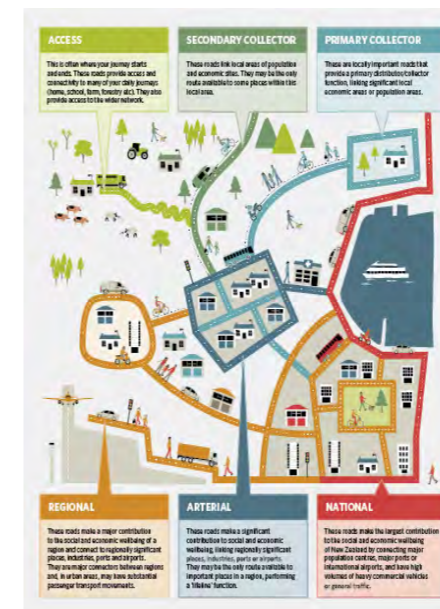 ACCESS
This is often where your journey starts
and ends. These roads provide access and
connectivity to many of your daily journeys
(home, school, farm, forestry etc). They also
provide access to the wider network.
SECONDARY COLLECTOR
These roads link local areas of population
and economic sites. They may be the only
route available to some places within this
local area.
PRIMARY COLLECTOR
These are locally important roads that
provide a primary distributor/collector
function, linking significant local
economic areas or population areas.
REGIONAL
These roads make a major contribution
to the social and economic wellbeing of a
region and connect to regionally significant
places, industries, ports and airports.
They are major connectors between regions
and, in urban areas, may have substantial
passenger transport movements.
ARTERIAL
These roads make a significant
contribution to social and economic
wellbeing, linking regionally significant
places, industries, ports or airports.
They may be the only route available to
important places in a region, performing
a 'lifeline' function.
NATIONAL
These roads make the largest contribution
to the social and economic wellbeing
of New Zealand by connecting major
population centres, major ports or
international airports, and have high
volumes of heavy commercial vehicles
or general traffic.